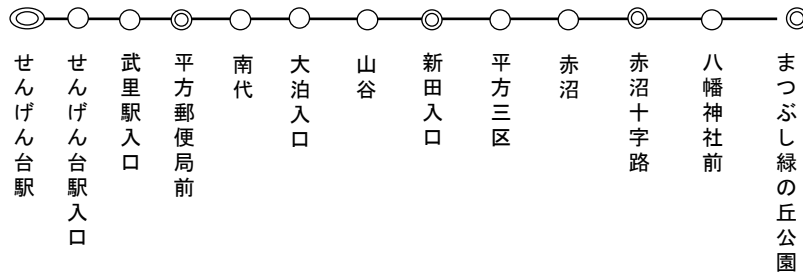 せんげん台駅
せんげん台駅入口
武里駅入口
平方郵便局前
南代
大泊入口
山谷
新田入口
平方三区
赤沼
赤沼十字路
八幡神社前
まつぶし緑の丘公園